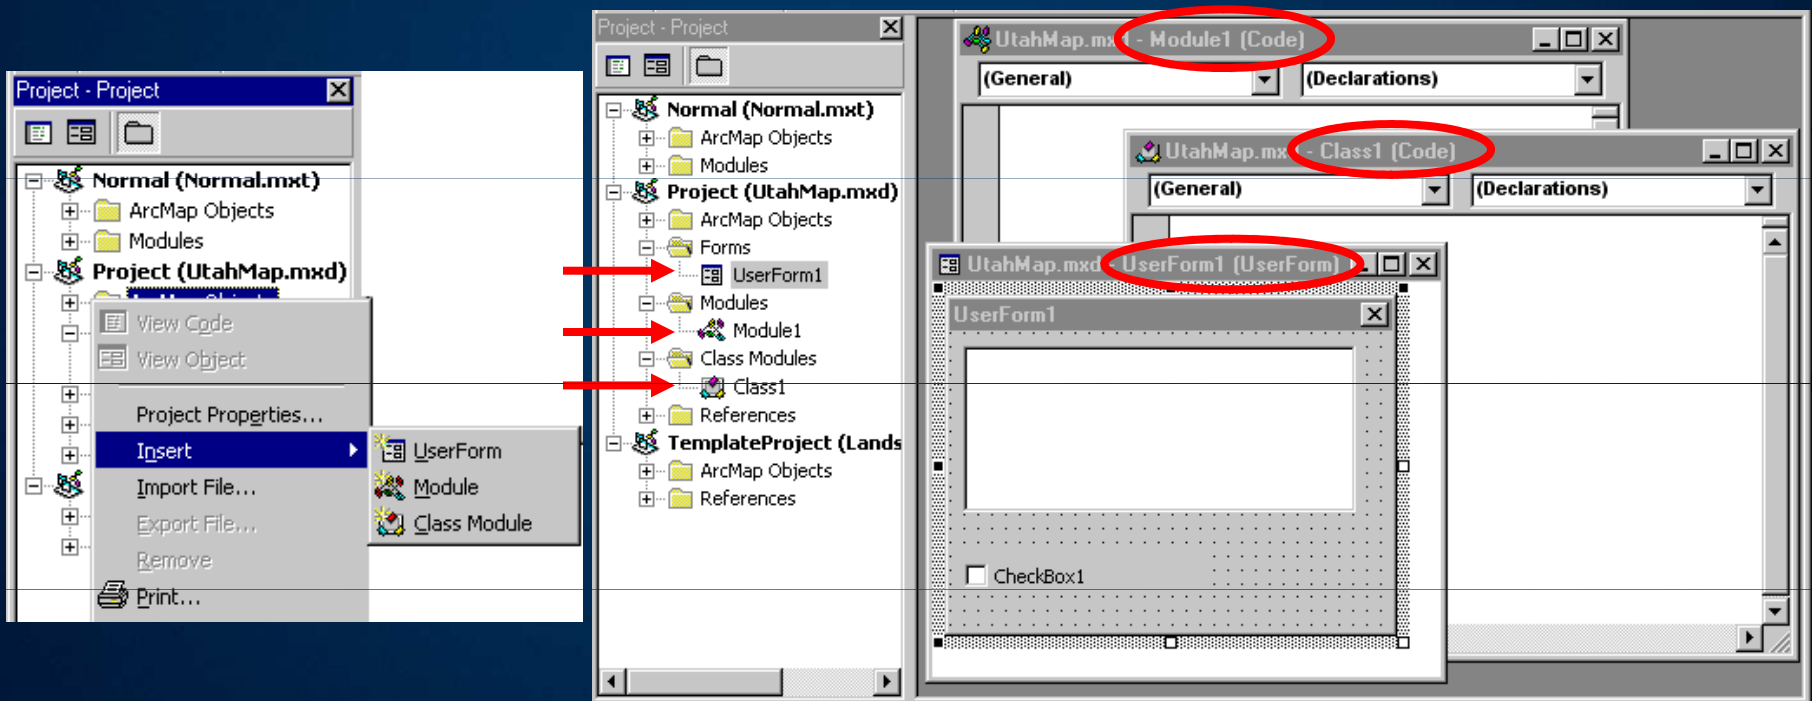 Project - Project
Normal (Normal.mxt)
ArcMap Objects
Modules
Project (UtahMap.mxd)
View Code
View Object
Project Properties...
Insert
Import File...
Export File...
Remove
Print...
UserForm
Module
Class Module
Project - Project
Normal (Normal.mxt)
ArcMap Objects
Modules
Project (UtahMap.mxd)
ArcMap Objects
Forms
UserForm1
Modules
Module1
Class Modules
Class1
References
TemplateProject (Lands
ArcMap Objects
References
UtahMap.mx - Module1 (Code)
(General) (Declarations)
UtahMap.mx - Class1 (Code)
(General) (Declarations)
UtahMap.mxd - UserForm1 (UserForm)
UserForm1
CheckBox1